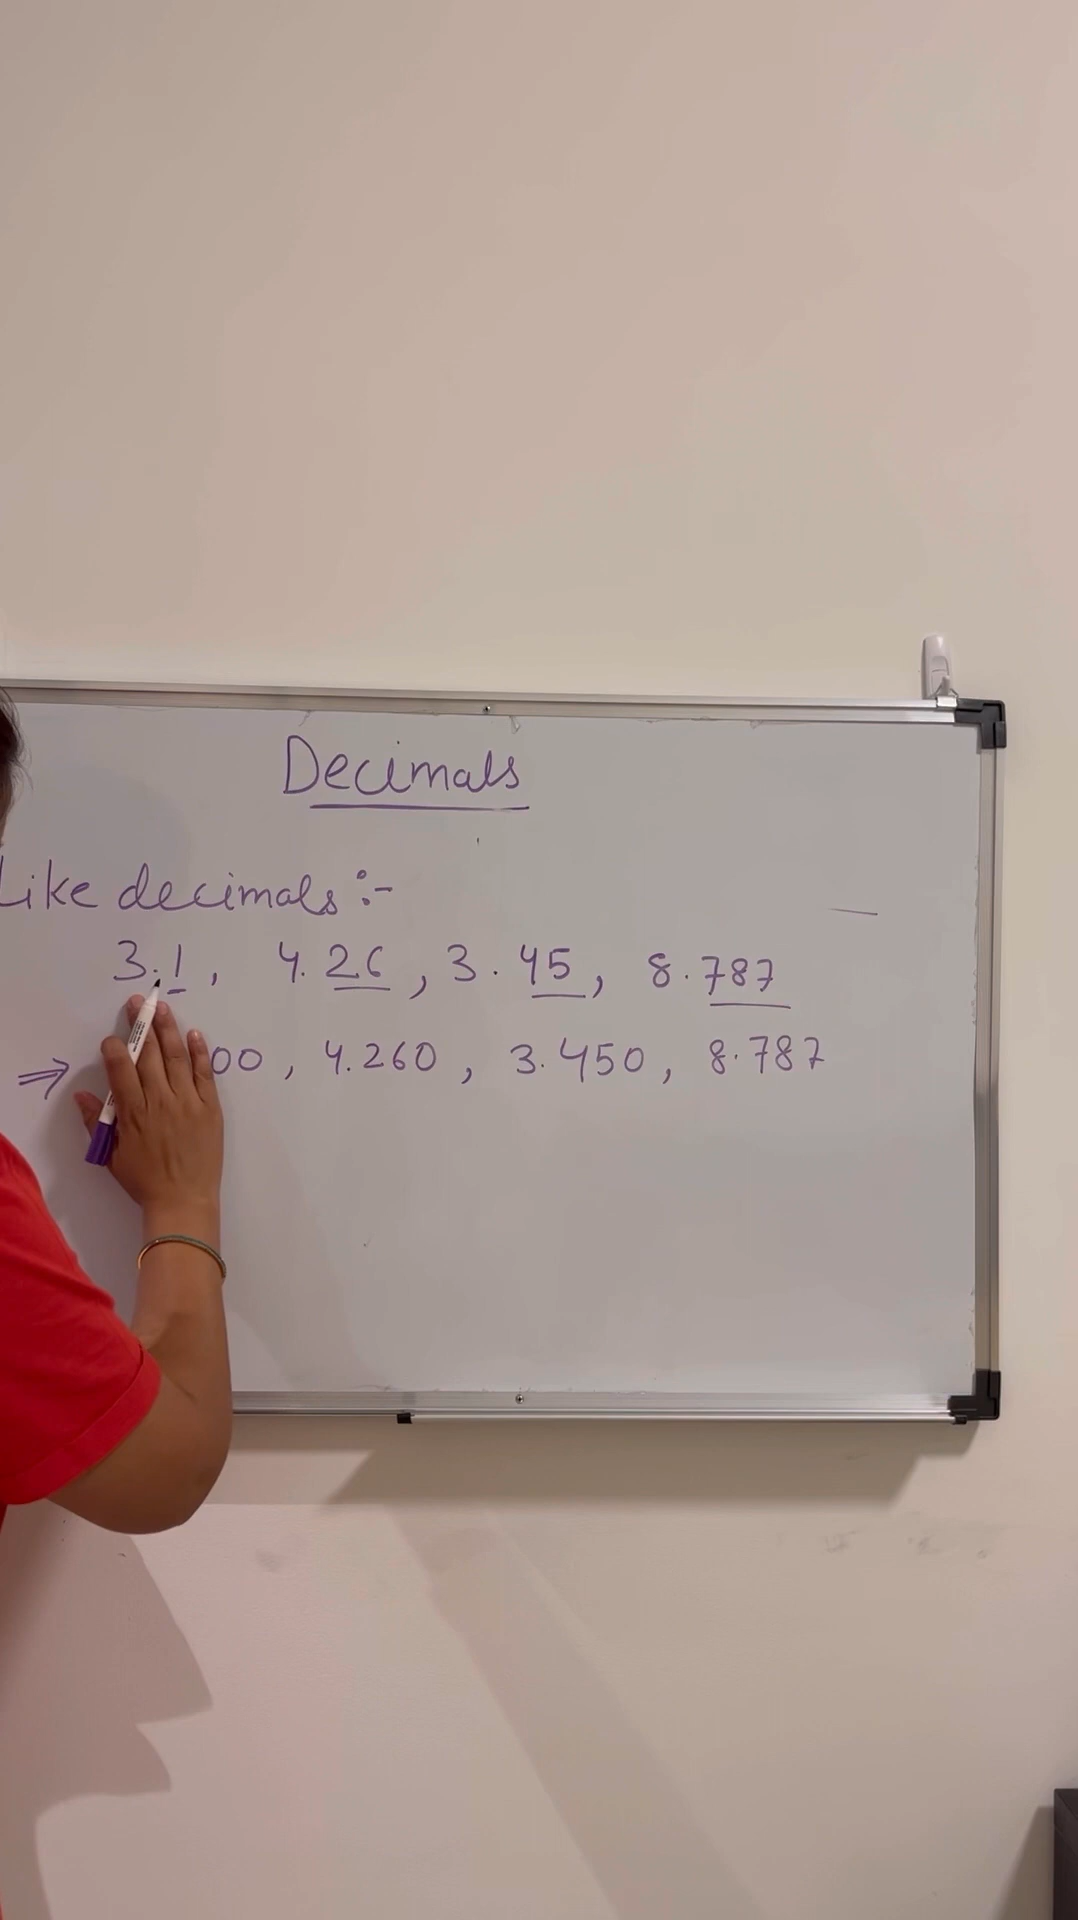 Decimals
Like decimals :-
3.1, 4.26, 3.45, 8.787
⇒ 00, 4.260, 3.450, 8.787